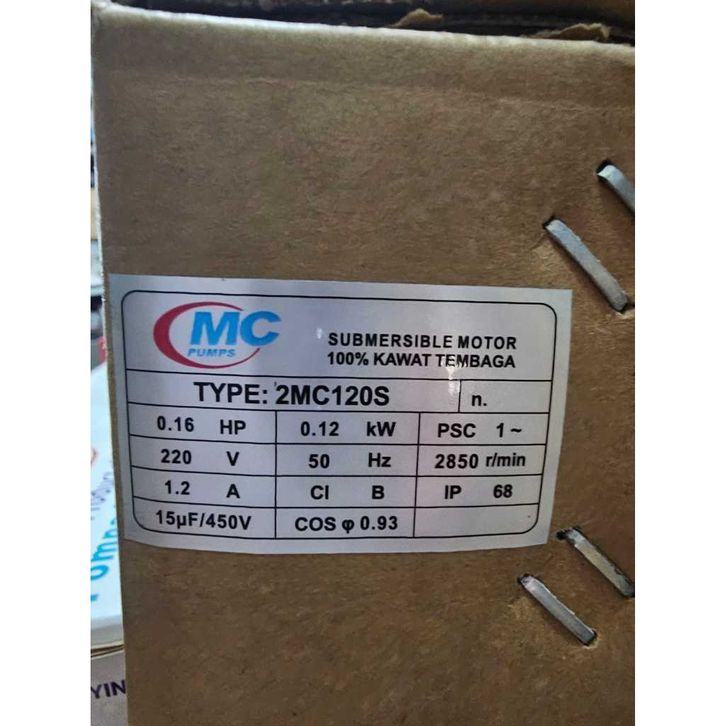 MC
PUMPS
SUBMERSIBLE MOTOR
100% KAWAT TEMBAGA
TYPE: 2MC120S n.
0.16 HP 0.12 kW PSC 1~
220 V 50 Hz 2850 r/min
1.2 A Cl B IP 68
15µF/450V COS φ 0.93
YIN